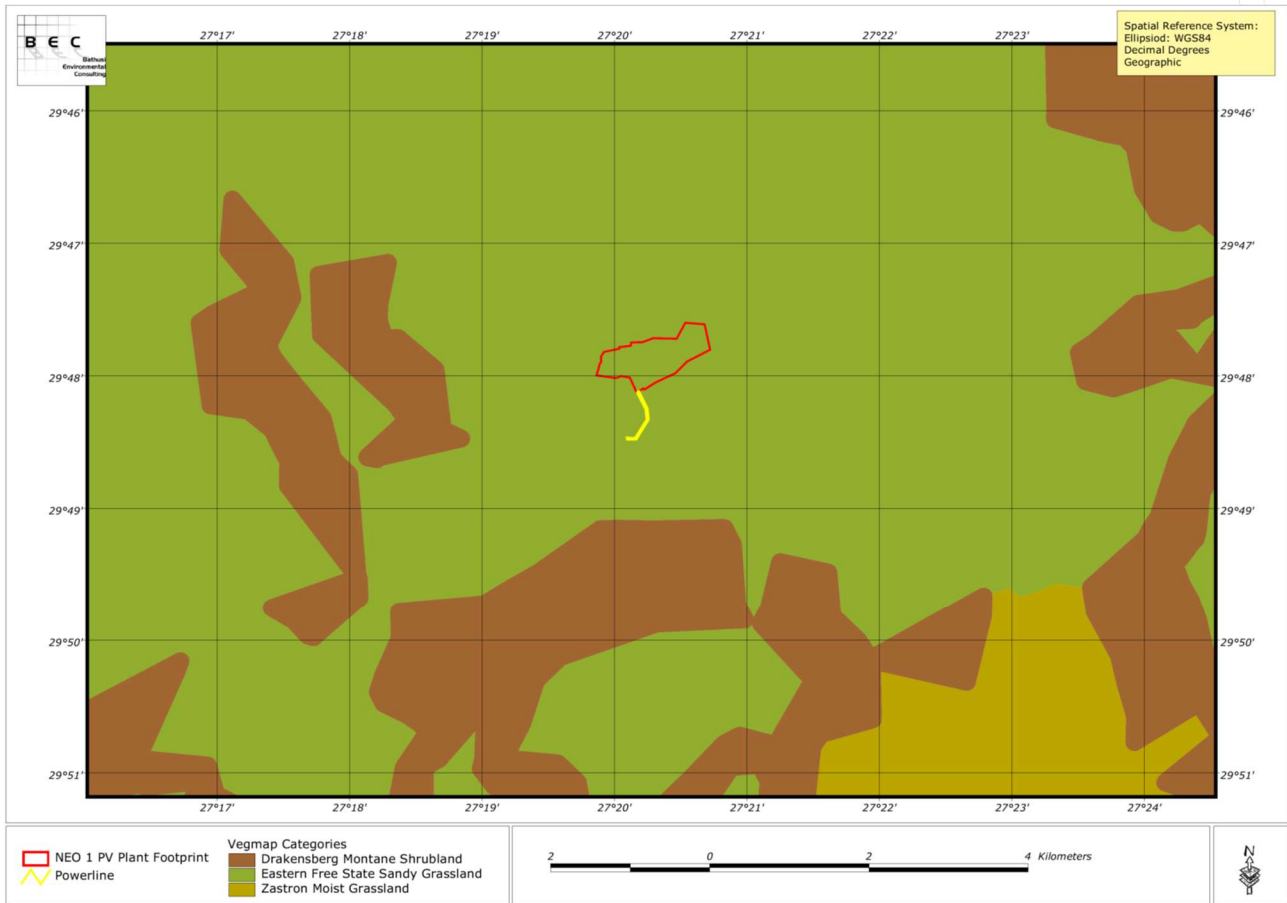 B E C
Bathusi
Environmental
Consulting
Spatial Reference System:
Ellipsiod: WGS84
Decimal Degrees
Geographic
27°17' 27°18' 27°19' 27°20' 27°21' 27°22' 27°23' 27°24'
29°46' 29°46'
29°47' 29°47'
29°48' 29°48'
29°49' 29°49'
29°50' 29°50'
29°51' 29°51'
27°17' 27°18' 27°19' 27°20' 27°21' 27°22' 27°23' 27°24'
NEO 1 PV Plant Footprint
Powerline
Vegmap Categories
Drakensberg Montane Shrubland
Eastern Free State Sandy Grassland
Zastron Moist Grassland
2 0 2 4 Kilometers
N